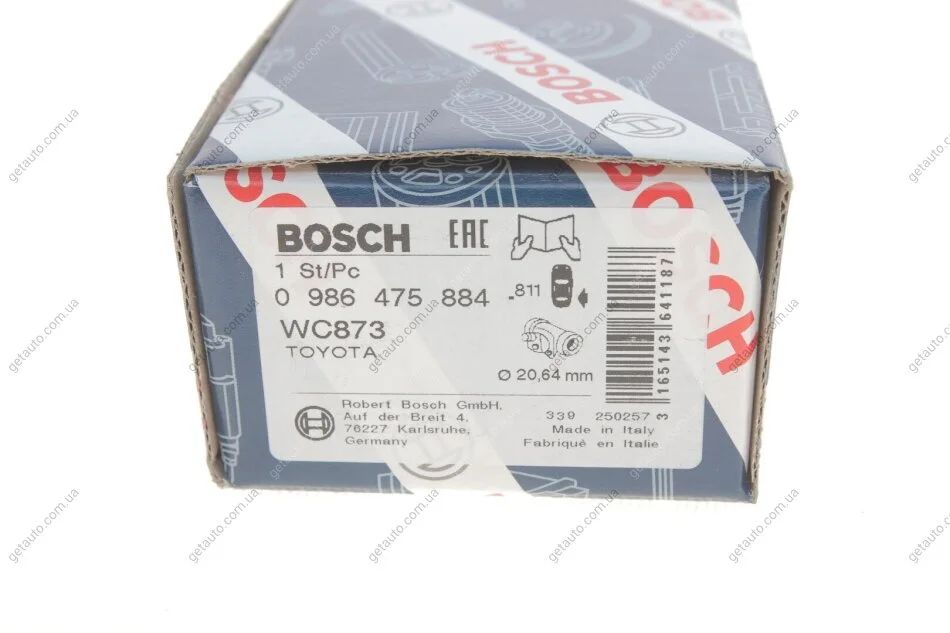 BOSCH
BOSCH
BOSCH EAC
1 St/Pc
0 986 475 884 -811
WC873
TOYOTA
Ø 20,64 mm
3 165143 641187
Robert Bosch GmbH,
Auf der Breit 4,
76227 Karlsruhe,
Germany
339 250257
Made in Italy
Fabriqué en Italie
getauto.com.ua